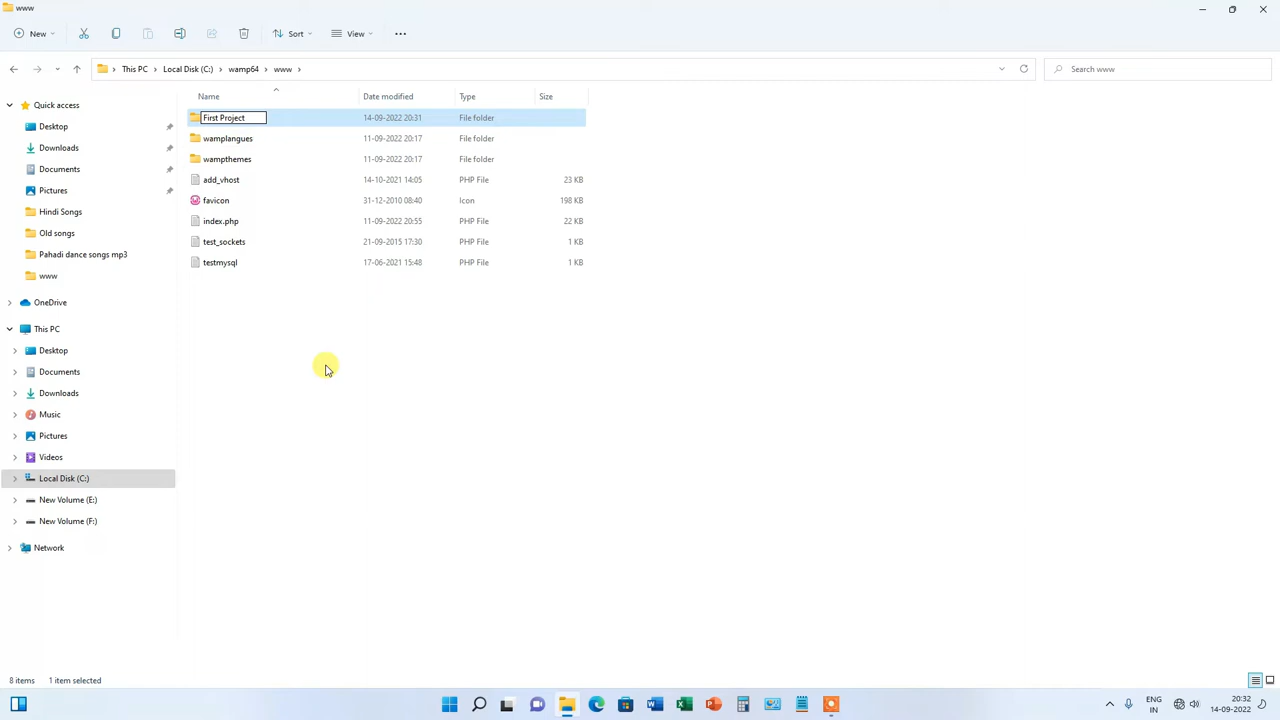 www
New
Sort
View
This PC
Local Disk (C:)
wamp64
www
Search www
Name
Date modified
Type
Size
Quick access
Desktop
Downloads
Documents
Pictures
Hindi Songs
Old songs
Pahadi dance songs mp3
www
OneDrive
This PC
Desktop
Documents
Downloads
Music
Pictures
Videos
Local Disk (C:)
New Volume (E:)
New Volume (F:)
Network
First Project 14-09-2022 20:31 File folder
wamplangues 11-09-2022 20:17 File folder
wampthemes 11-09-2022 20:17 File folder
add_vhost 14-10-2021 14:05 PHP File 23 KB
favicon 31-12-2010 08:40 Icon 198 KB
index.php 11-09-2022 20:55 PHP File 22 KB
test_sockets 21-09-2015 17:30 PHP File 1 KB
testmysql 17-06-2021 15:48 PHP File 1 KB
8 items 1 item selected
ENG
IN
20:32
14-09-2022